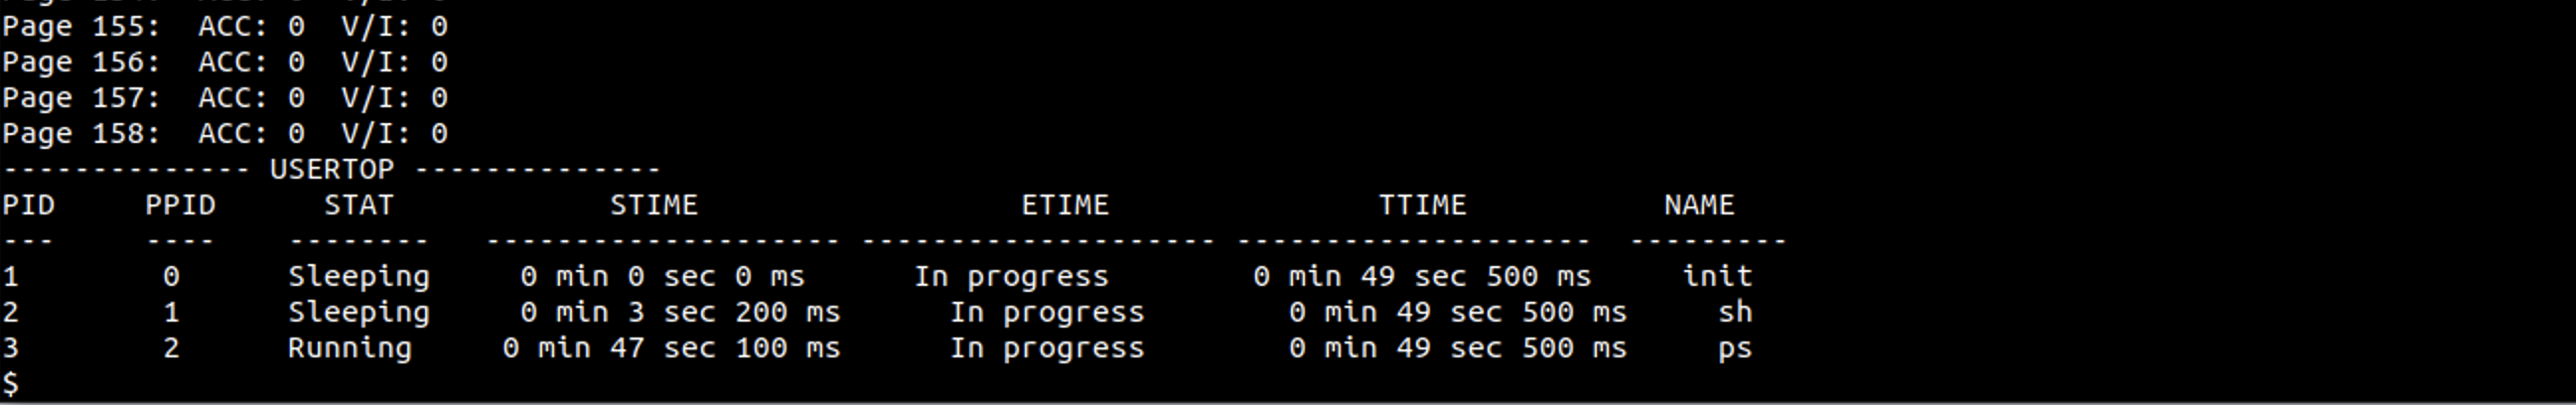 Page 155:  ACC: 0  V/I: 0
Page 156:  ACC: 0  V/I: 0
Page 157:  ACC: 0  V/I: 0
Page 158:  ACC: 0  V/I: 0
-------------- USERTOP --------------
PID     PPID      STAT            STIME                  ETIME               TTIME           NAME
---     ----    --------   -------------------- -------------------- --------------------  ---------
1        0      Sleeping     0 min 0 sec 0 ms      In progress        0 min 49 sec 500 ms     init
2        1      Sleeping     0 min 3 sec 200 ms      In progress        0 min 49 sec 500 ms     sh
3        2      Running     0 min 47 sec 100 ms      In progress        0 min 49 sec 500 ms     ps
$